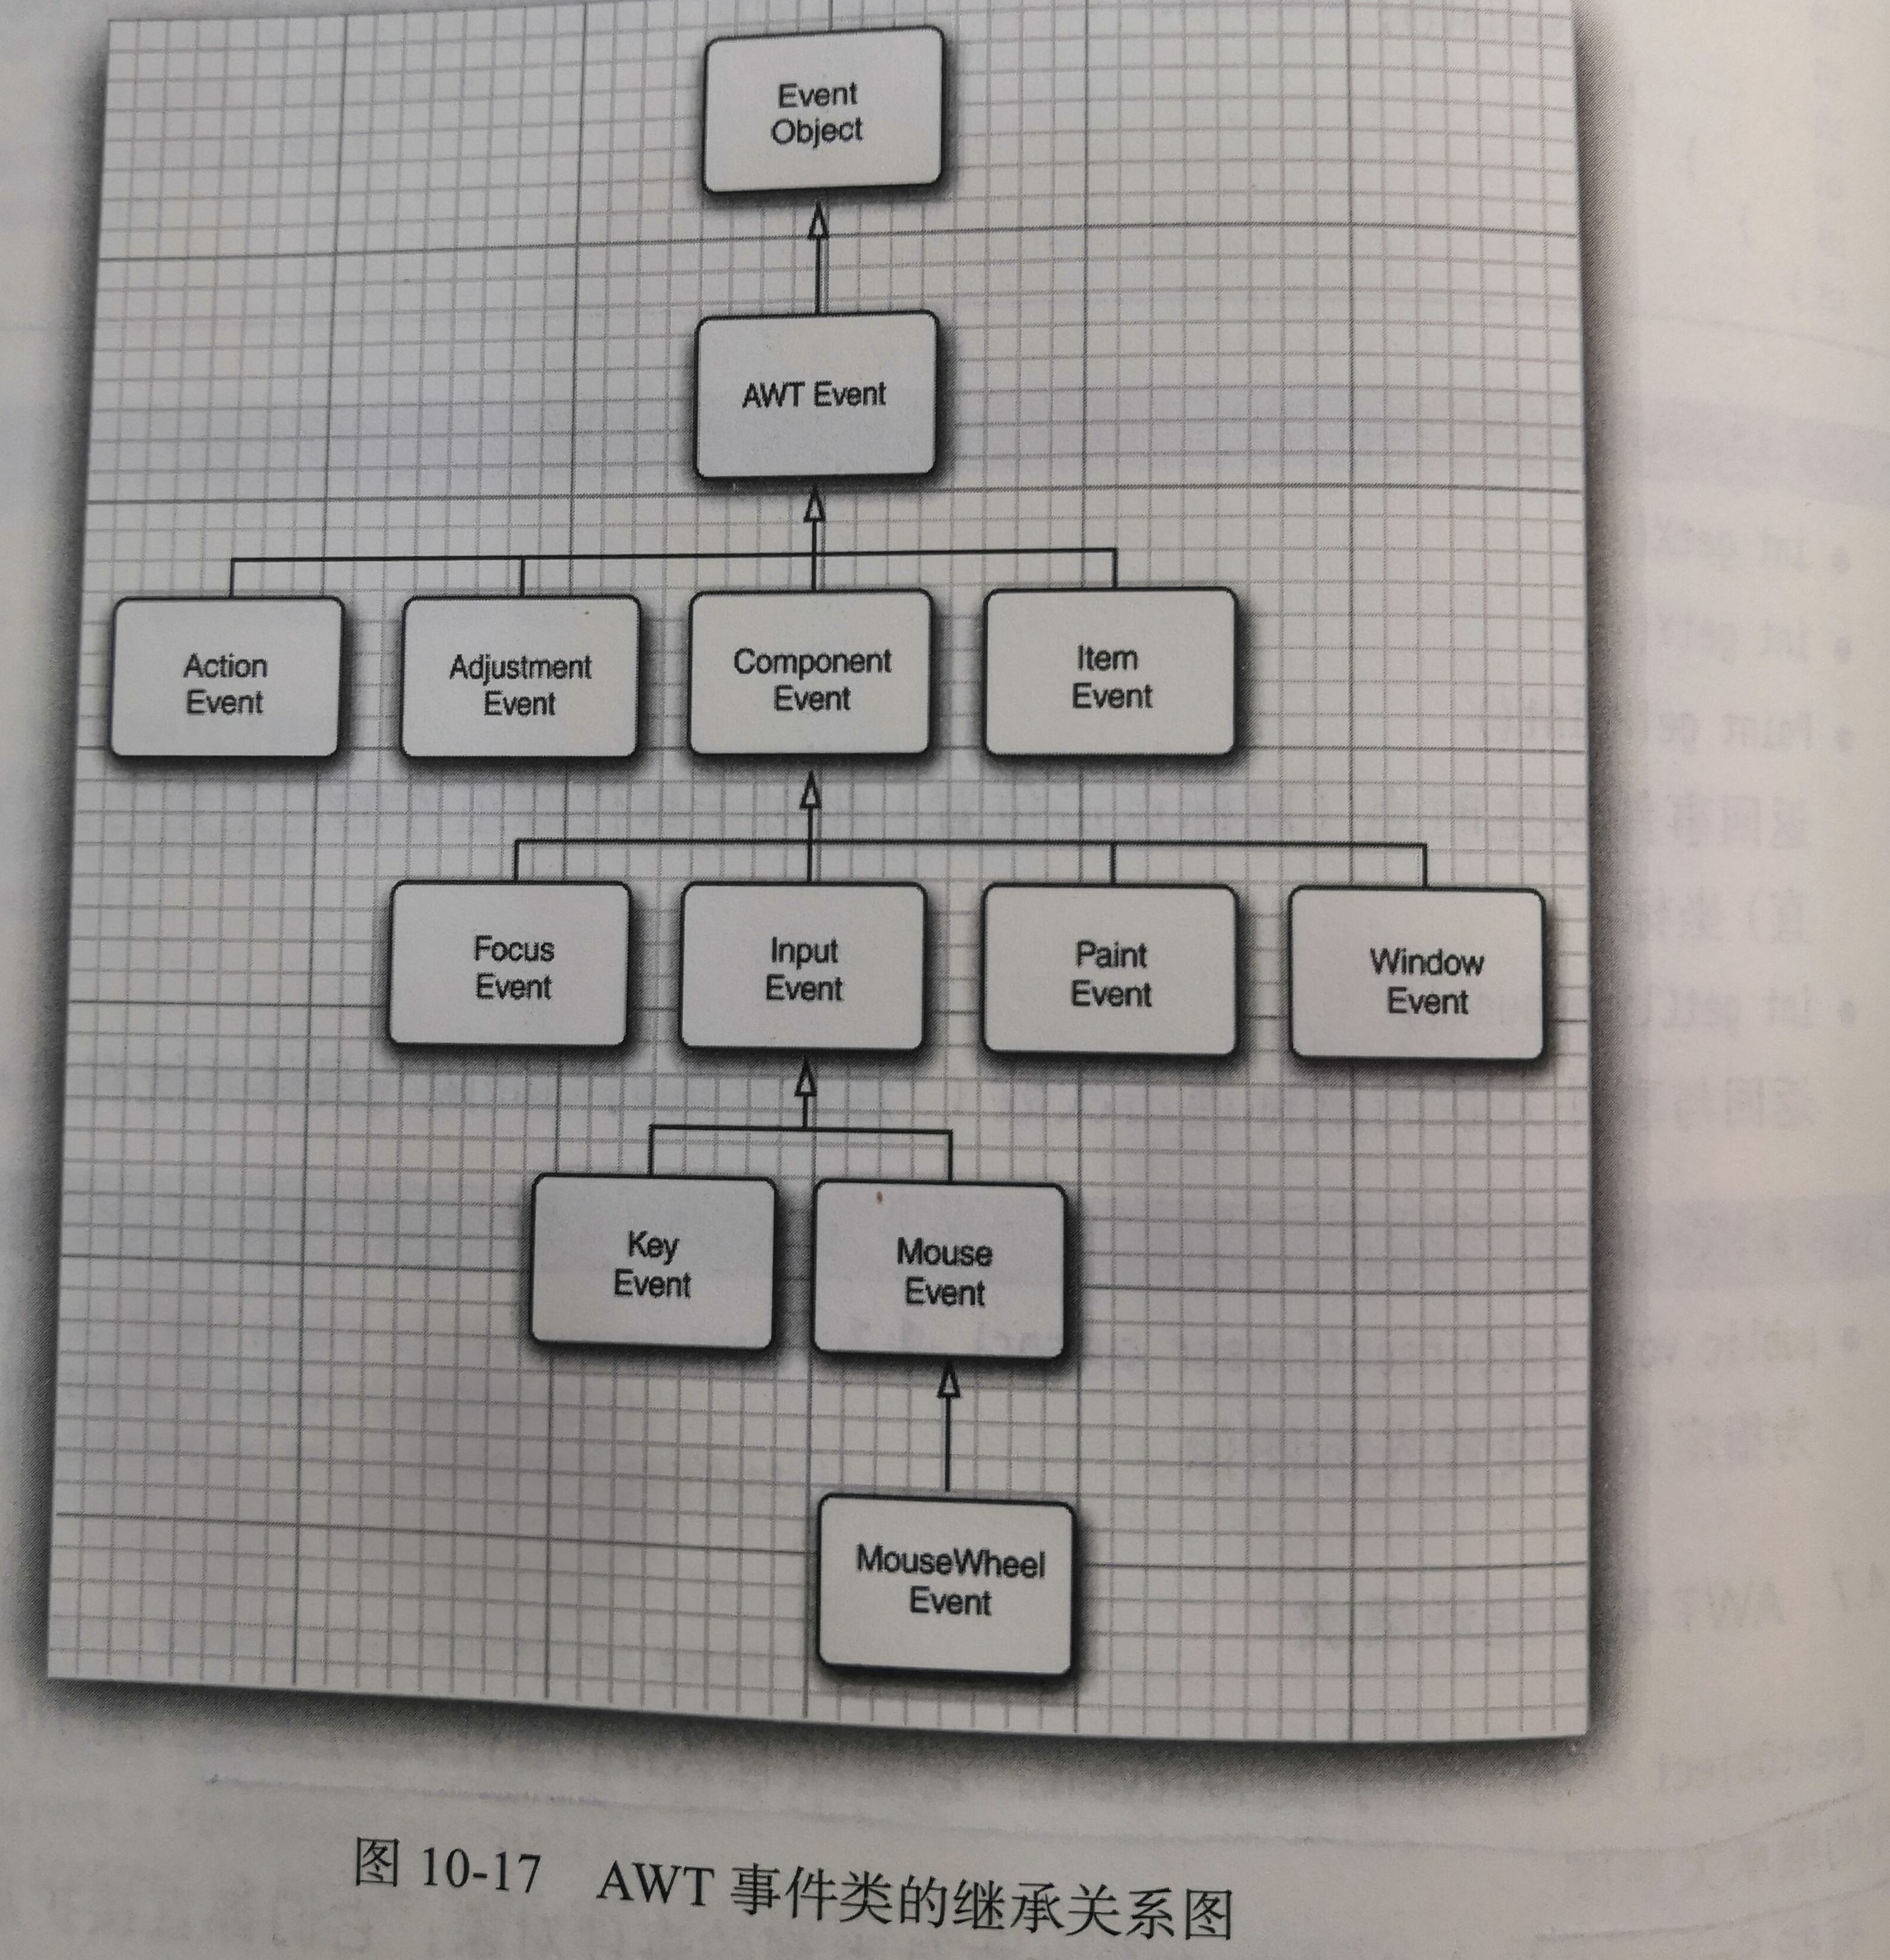 Event
Object
AWT Event
Action
Event
Adjustment
Event
Component
Event
Item
Event
Focus
Event
Input
Event
Paint
Event
Window
Event
Key
Event
Mouse
Event
MouseWheel
Event
图 10-17 AWT 事件类的继承关系图